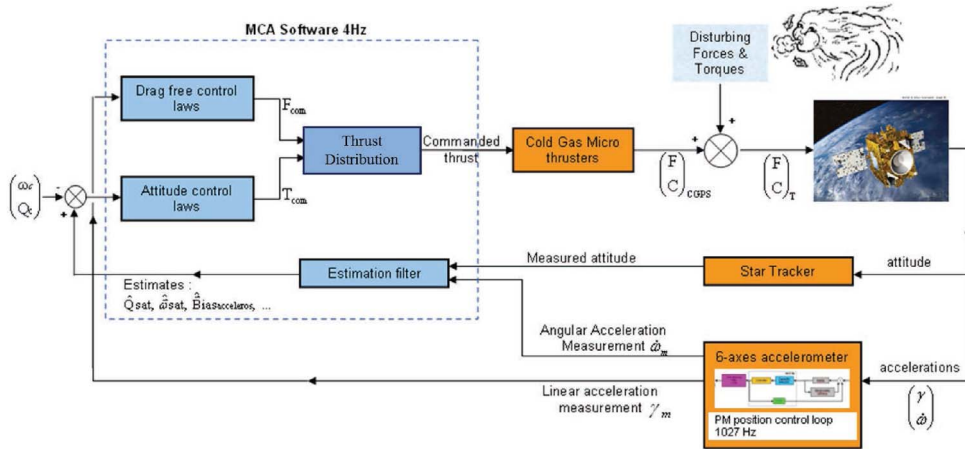 MCA Software 4Hz
Disturbing
Forces &
Torques
Drag free control
laws
F com
Thrust
Distribution
Commanded
thrust
Cold Gas Micro
thrusters
+
+
(F C) CGPS
(F C) T
Attitude control
laws
T com
(ωc Qc)
-
+
Estimation filter
Measured attitude
Star Tracker
attitude
Estimates :
Q̂sat, ω̂sat, B̂iasacceleros, ...
Angular Acceleration
Measurement ω̇m
6-axes accelerometer
accelerations
(γ ω̇)
Linear acceleration
measurement γm
PM position control loop
1027 Hz